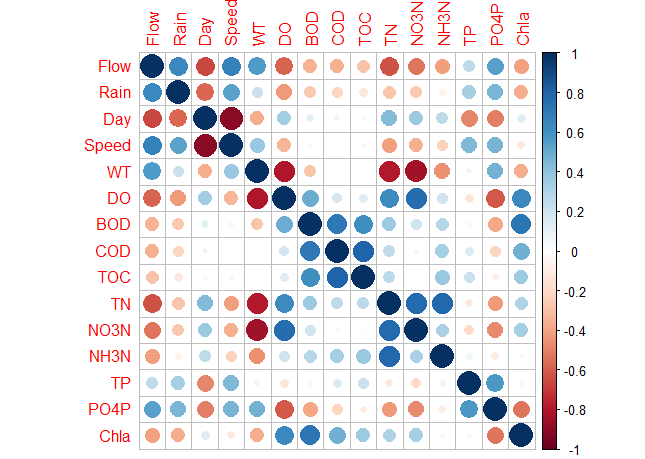 Flow Rain Day Speed WT DO BOD COD TOC TN NO3N NH3N TP PO4P Chla
Flow
Rain
Day
Speed
WT
DO
BOD
COD
TOC
TN
NO3N
NH3N
TP
PO4P
Chla
1
0.8
0.6
0.4
0.2
0
-0.2
-0.4
-0.6
-0.8
-1